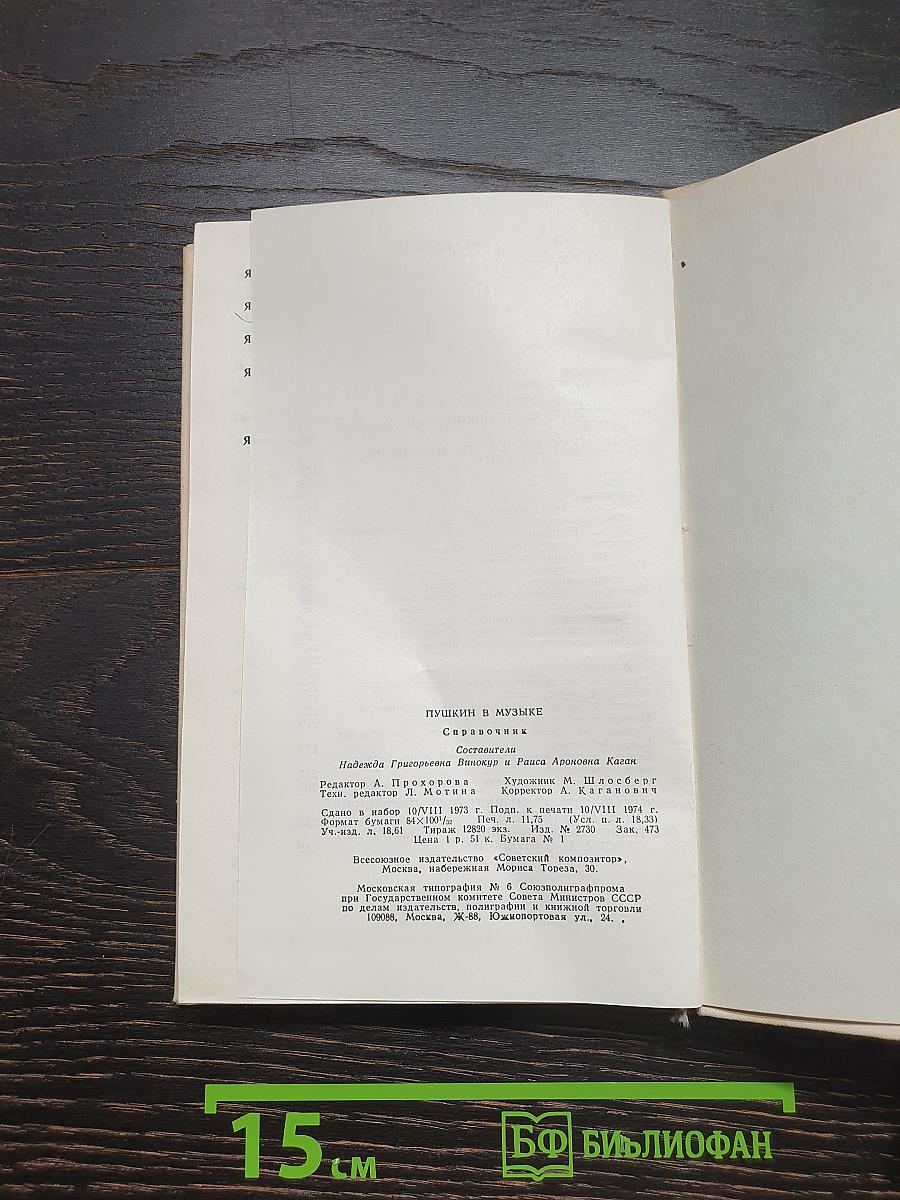 Я
Я
Я
Я
Я
ПУШКИН В МУЗЫКЕ
Справочник
Составители
Надежда Григорьевна Винокур и Раиса Ароновна Каган
Редактор А. Прохорова Художник М. Шлосберг
Техн. редактор Л. Мотина Корректор А. Каганович
Сдано в набор 10/VIII 1973 г. Подп. к печати 10/VIII 1974 г.
Формат бумаги 84×100¹/₃₂ Печ. л. 11,75 (Усл. п. л. 18,33)
Уч.-изд. л. 18,61 Тираж 12820 экз. Изд. № 2730 Зак. 473
Цена 1 р. 51 к. Бумага № 1
Всесоюзное издательство «Советский композитор»,
Москва, набережная Мориса Тореза, 30.
Московская типография № 6 Союзполиграфпрома
при Государственном комитете Совета Министров СССР
по делам издательств, полиграфии и книжной торговли
109088, Москва, Ж-88, Южнопортовая ул., 24.
15 см
БФ БИБЛИОФАН